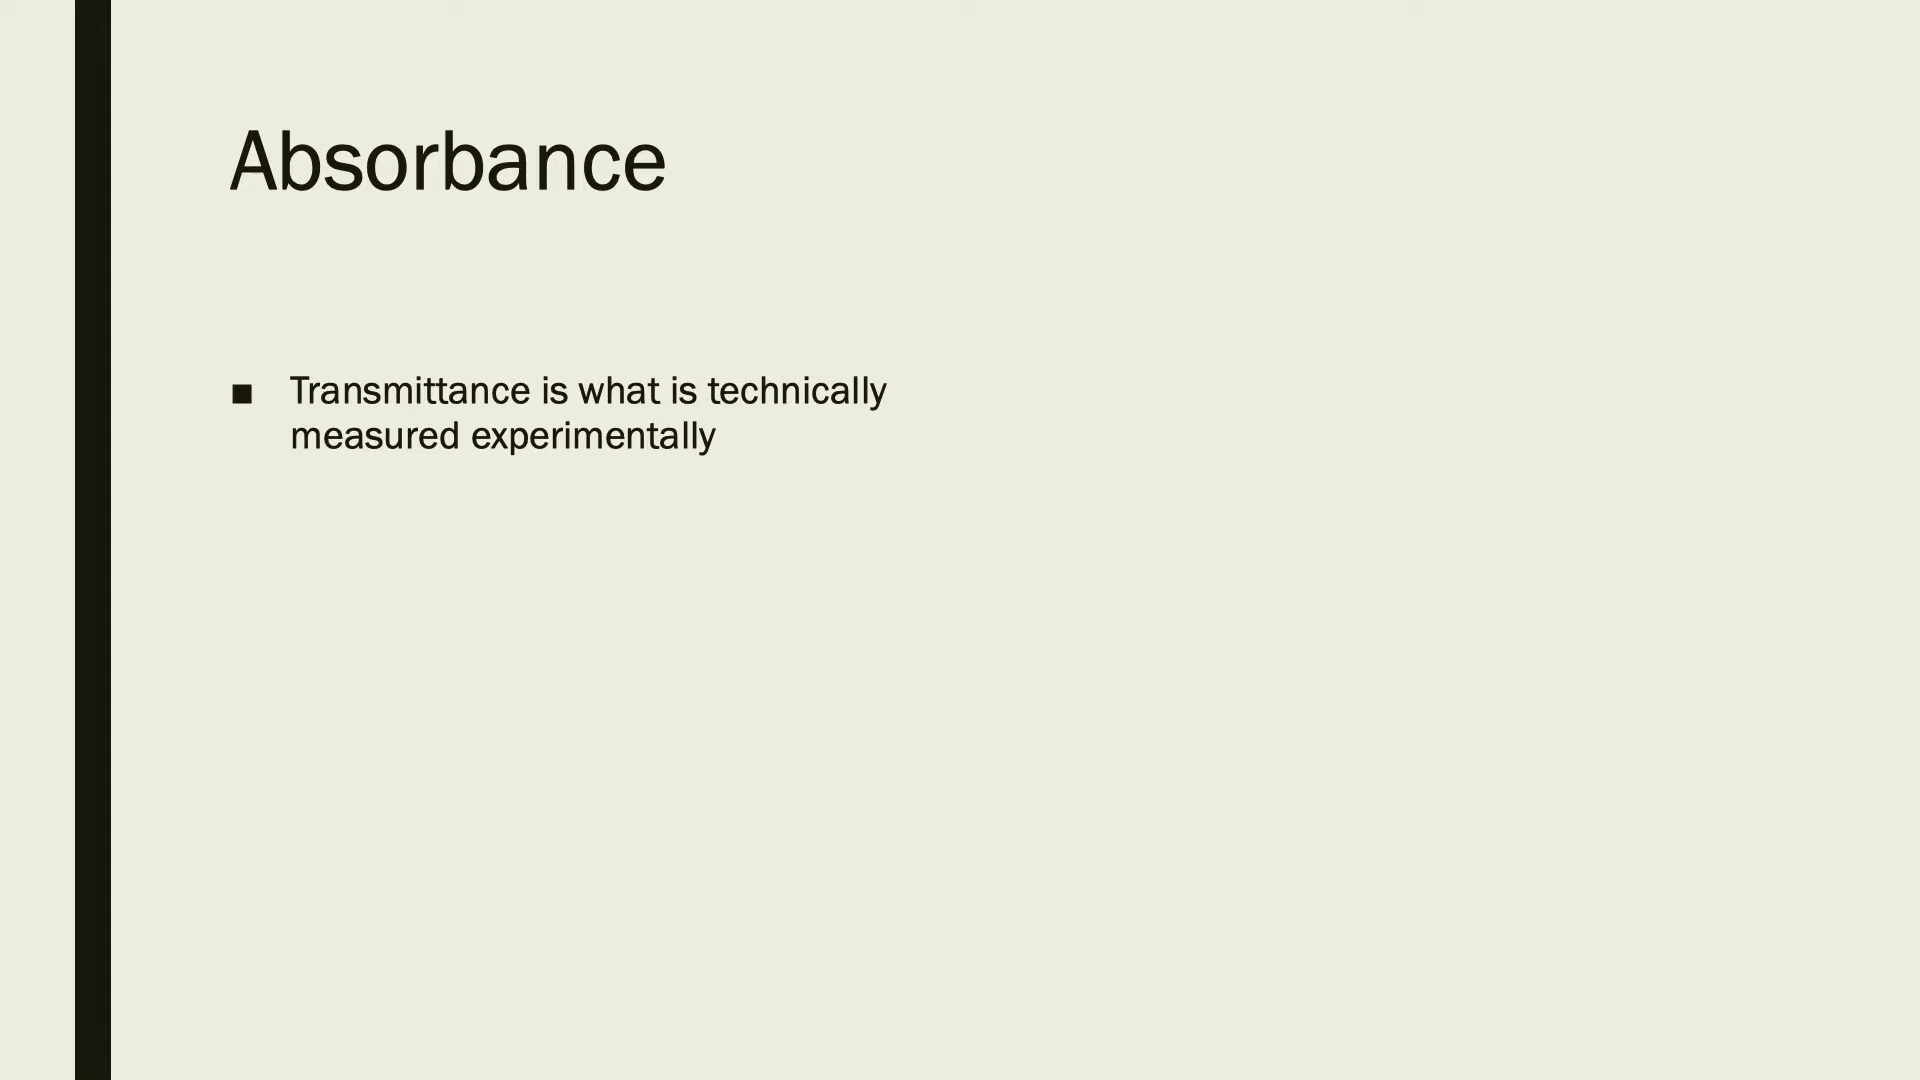 Absorbance
■ Transmittance is what is technically
measured experimentally